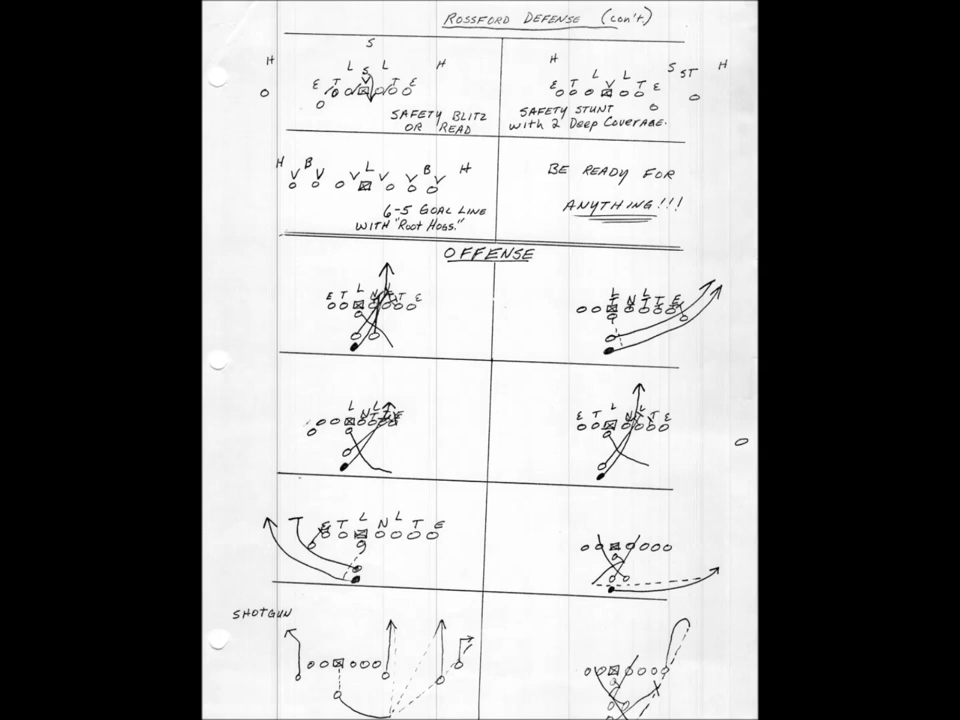 ROSSFORD DEFENSE (con't.)
S
H
L S L
H
E T T E
SAFETY BLITZ
OR READ
H
L L
S ST H
E T V T E
SAFETY STUNT
with 2 Deep Coverage.
H B L B H
V V V V V V
6-5 GOAL LINE
WITH "ROOT HOGS."
BE READY FOR
ANYTHING!!!
OFFENSE
E T L N L T E
L N L T T E
L N L T T E
E T L N L T E
E T L N L T E
SHOTGUN